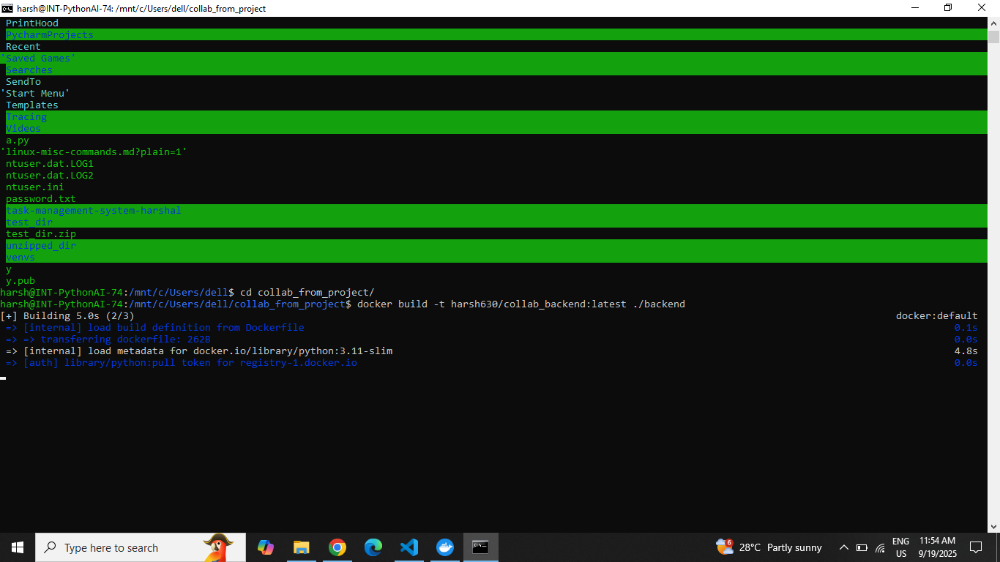 harsh@INT-PythonAI-74: /mnt/c/Users/dell/collab_from_project
PrintHood
PycharmProjects
Recent
'Saved Games'
Searches
SendTo
'Start Menu'
Templates
Tracing
Videos
a.py
'linux-misc-commands.md?plain=1'
ntuser.dat.LOG1
ntuser.dat.LOG2
ntuser.ini
password.txt
task-management-system-harshal
test_dir
test_dir.zip
unzipped_dir
venvs
y
y.pub
harsh@INT-PythonAI-74:/mnt/c/Users/dell$ cd collab_from_project/
harsh@INT-PythonAI-74:/mnt/c/Users/dell/collab_from_project$ docker build -t harsh630/collab_backend:latest ./backend
[+] Building 5.0s (2/3) docker:default
=> [internal] load build definition from Dockerfile 0.1s
=> => transferring dockerfile: 262B 0.0s
=> [internal] load metadata for docker.io/library/python:3.11-slim 4.8s
=> [auth] library/python:pull token for registry-1.docker.io 0.0s
Type here to search
6
28°C Partly sunny
ENG
US
11:54 AM
9/19/2025